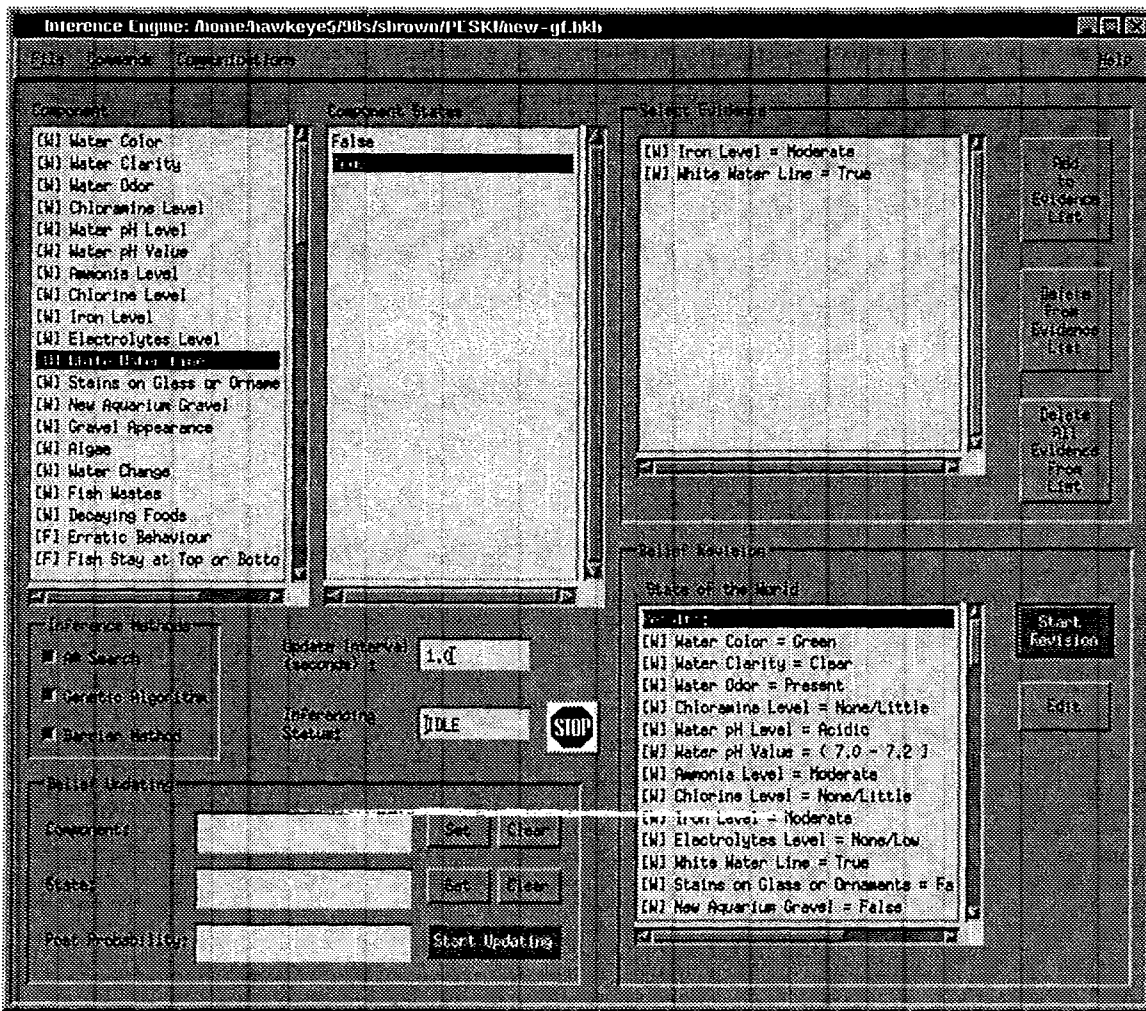 Inference Engine: /home/hawkeye5/98s/sbrown/PESKI/new-gf.bkb
File Commands Communications Help
Component
[W] Water Color
[W] Water Clarity
[W] Water Odor
[W] Chloramine Level
[W] Water pH Level
[W] Water pH Value
[W] Ammonia Level
[W] Chlorine Level
[W] Iron Level
[W] Electrolytes Level
[W] White Water Line
[W] Stains on Glass or Orname
[W] New Aquarium Gravel
[W] Gravel Appearance
[W] Algae
[W] Water Change
[W] Fish Wastes
[W] Decaying Foods
[F] Erratic Behaviour
[F] Fish Stay at Top or Botto
Component States
False
True
Select Evidence
[W] Iron Level = Moderate
[W] White Water Line = True
Add
to
Evidence
List
Delete
from
Evidence
List
Delete
All
Evidence
From
List
Inference Methods
A* Search
Genetic Algorithm
Barrier Method
Update Interval
(seconds) :
1.0
Inferencing
Status:
IDLE
STOP
Belief Updating
Component:
Set Clear
State:
Set Clear
Post Probability:
Start Updating
Belief Revision
State of the World
Results:
[W] Water Color = Green
[W] Water Clarity = Clear
[W] Water Odor = Present
[W] Chloramine Level = None/Little
[W] Water pH Level = Acidic
[W] Water pH Value = ( 7.0 - 7.2 ]
[W] Ammonia Level = Moderate
[W] Chlorine Level = None/Little
[W] Iron Level = Moderate
[W] Electrolytes Level = None/Low
[W] White Water Line = True
[W] Stains on Glass or Ornaments = Fa
[W] New Aquarium Gravel = False
Start
Revision
Edit